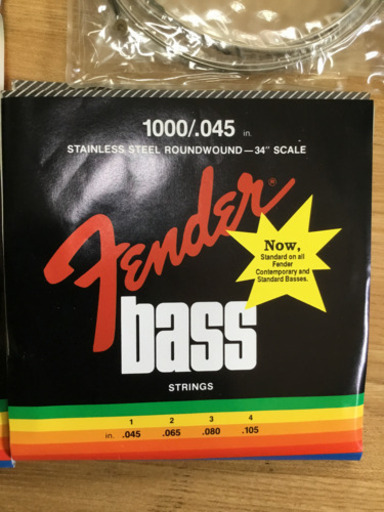 1000/.045 in.
STAINLESS STEEL ROUNDWOUND—34" SCALE
Fender®
Now,
Standard on all
Fender
Contemporary and
Standard Basses.
bass
STRINGS
1 2 3 4
in. .045 .065 .080 .105